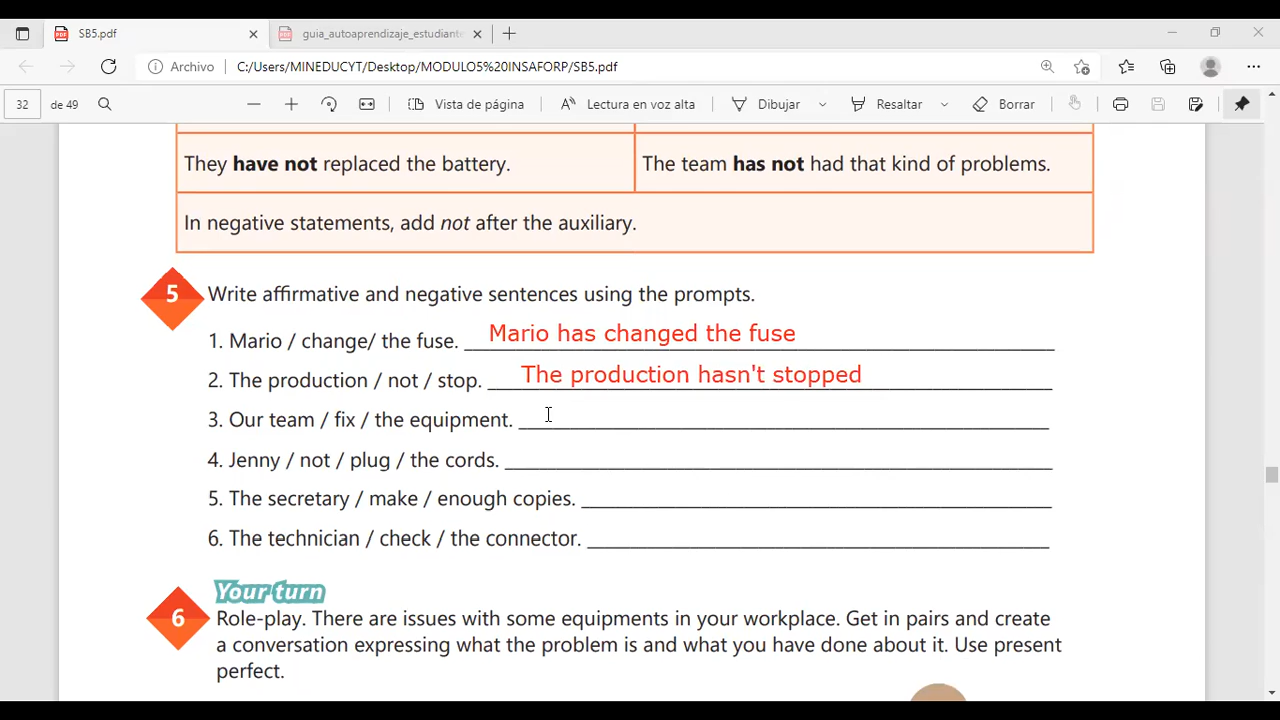 SB5.pdf
guia_autoaprendizaje_estudiante
Archivo C:/Users/MINEDUCYT/Desktop/MODULO5%20INSAFORP/SB5.pdf
32 de 49 Vista de página Lectura en voz alta Dibujar Resaltar Borrar
They have not replaced the battery. The team has not had that kind of problems.
In negative statements, add not after the auxiliary.
5 Write affirmative and negative sentences using the prompts.
1. Mario / change/ the fuse. Mario has changed the fuse
2. The production / not / stop. The production hasn't stopped
3. Our team / fix / the equipment.
4. Jenny / not / plug / the cords.
5. The secretary / make / enough copies.
6. The technician / check / the connector.
Your turn
6 Role-play. There are issues with some equipments in your workplace. Get in pairs and create
a conversation expressing what the problem is and what you have done about it. Use present
perfect.